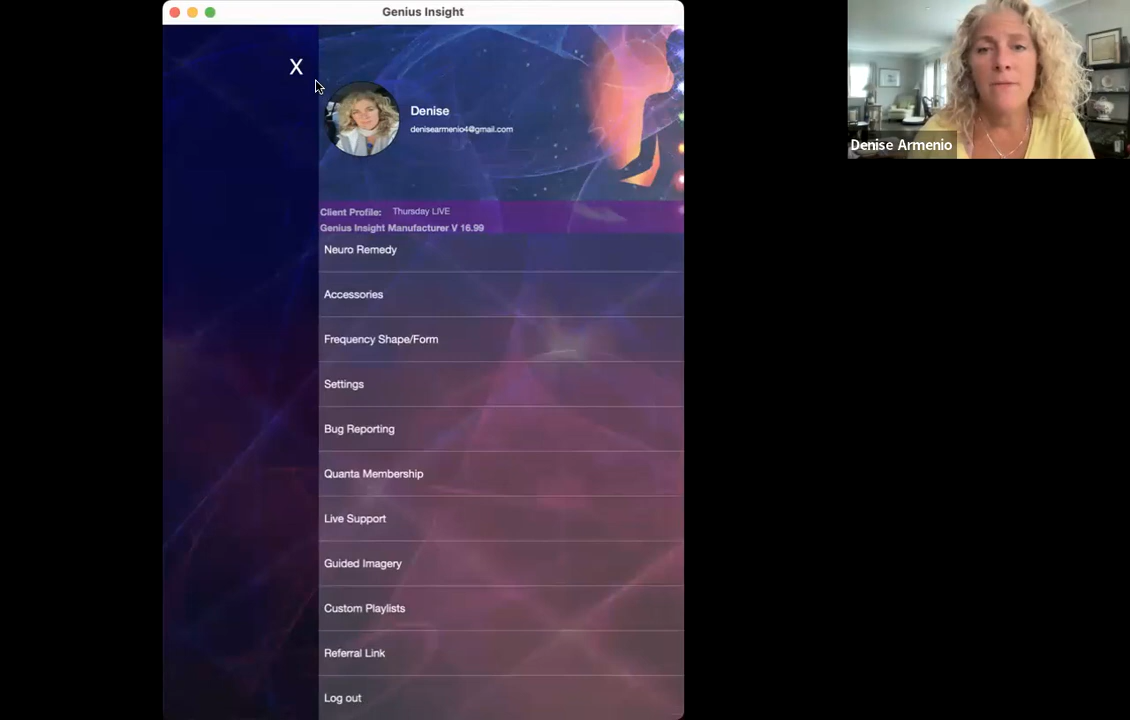 Genius Insight
X
Denise
denisearmenio4@gmail.com
Client Profile: Thursday LIVE
Genius Insight Manufacturer V 16.99
Neuro Remedy
Accessories
Frequency Shape/Form
Settings
Bug Reporting
Quanta Membership
Live Support
Guided Imagery
Custom Playlists
Referral Link
Log out
Denise Armenio